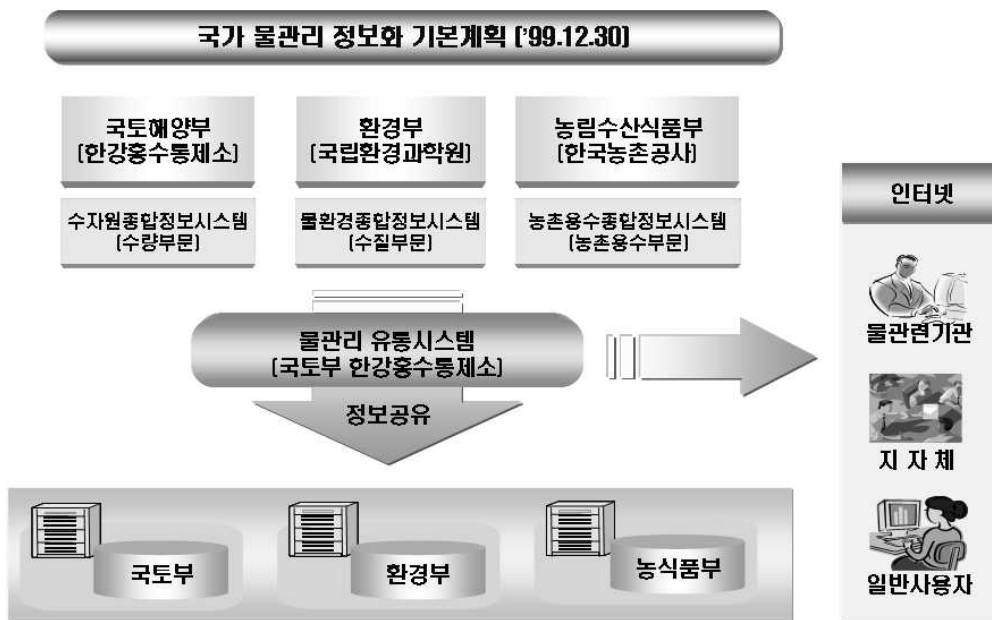 국가 물관리 정보화 기본계획 ['99.12.30]
국토해양부
[한강홍수통제소]
환경부
[국립환경과학원]
농림수산식품부
[한국농촌공사]
수자원종합정보시스템
[수량부문]
물환경종합정보시스템
[수질부문]
농촌용수종합정보시스템
[농촌용수부문]
물관리 유통시스템
[국토부 한강홍수통제소]
정보공유
국토부
환경부
농식품부
인터넷
물관련기관
지 자 체
일반사용자